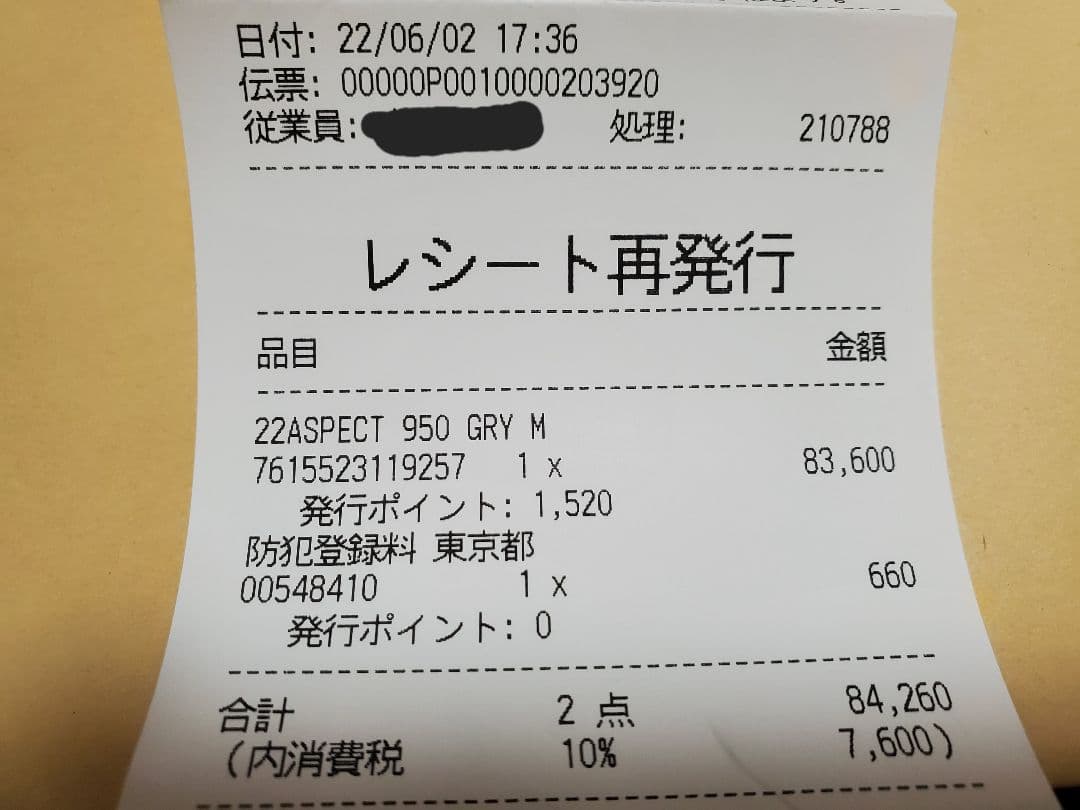 日付: 22/06/02 17:36
伝票: 00000P0010000203920
従業員: 処理: 210788
レシート再発行
品目 金額
22ASPECT 950 GRY M
7615523119257 1 x 83,600
発行ポイント: 1,520
防犯登録料 東京都
00548410 1 x 660
発行ポイント: 0
合計 2 点 84,260
(内消費税 10% 7,600)